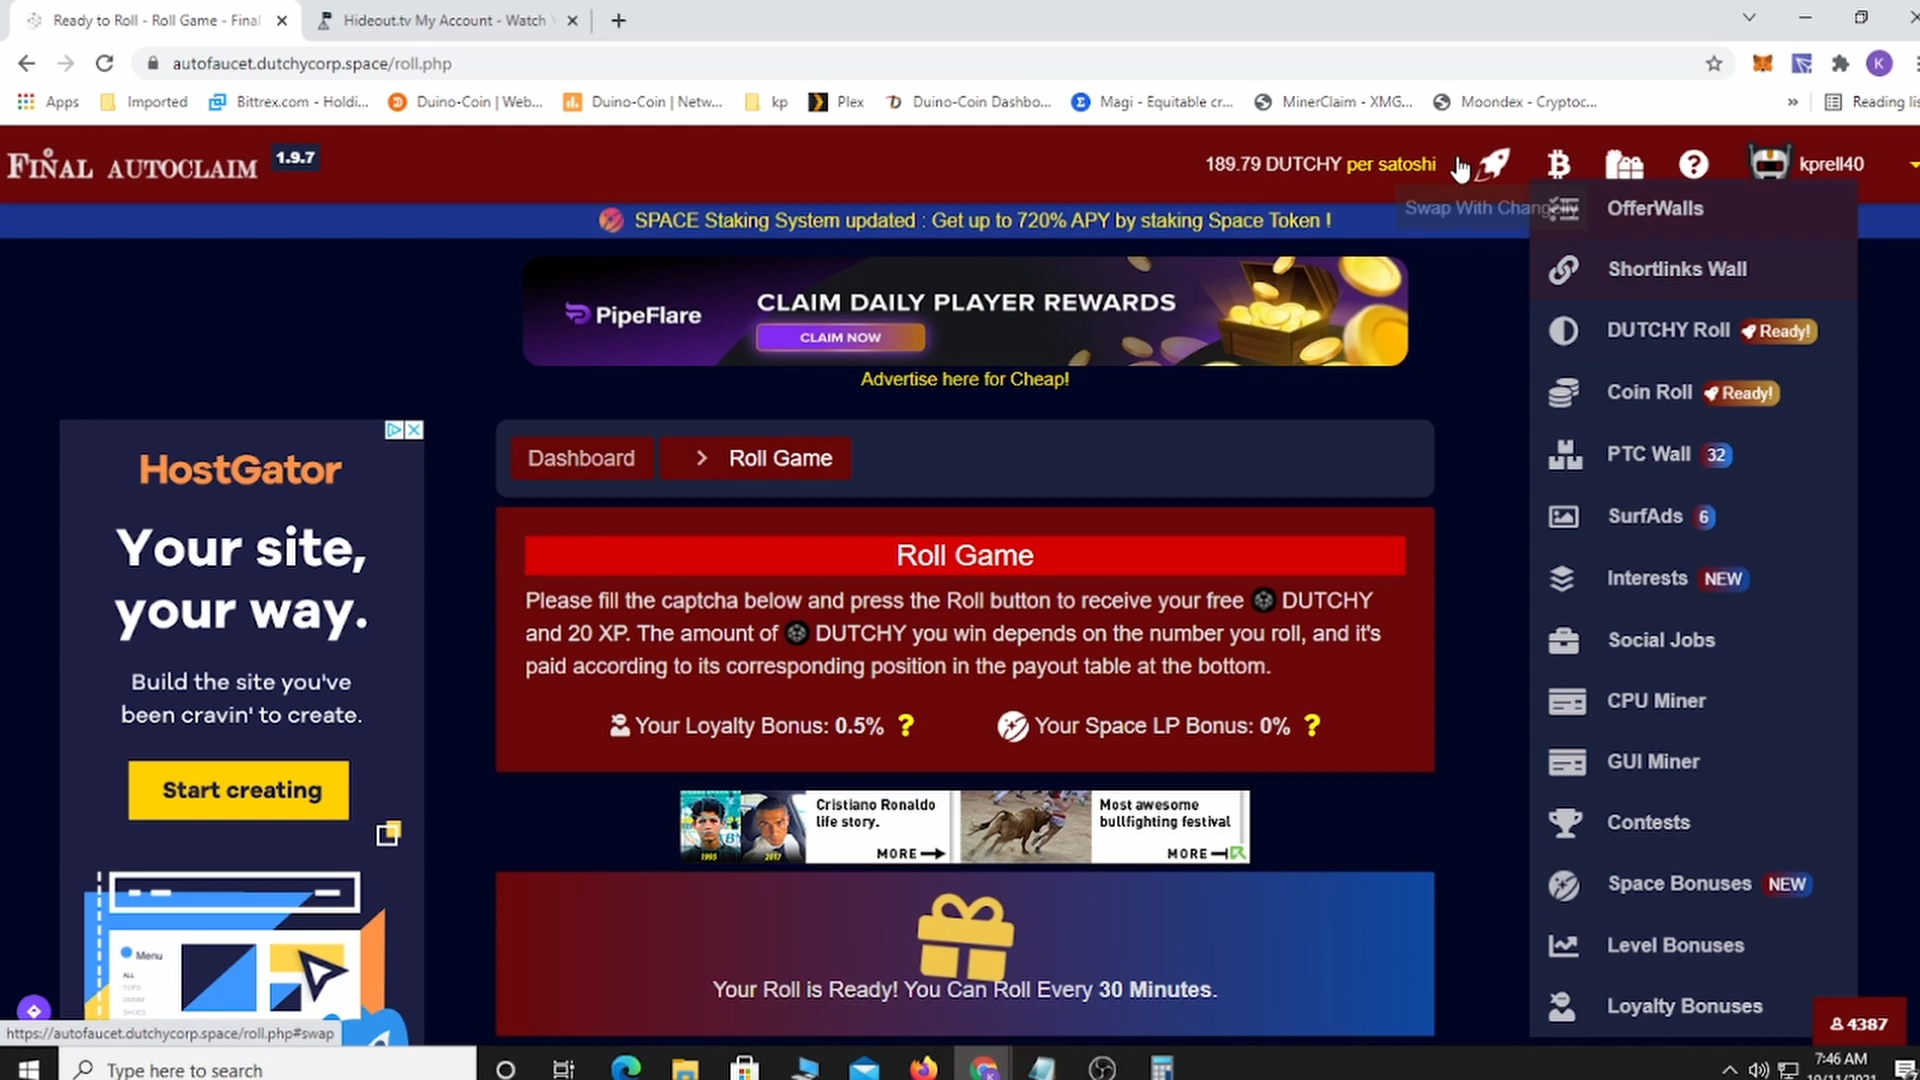 Ready to Roll - Roll Game - Final
Hideout.tv My Account - Watch
autofaucet.dutchycorp.space/roll.php
K
Apps
Imported
Bittrex.com - Holdi...
Duino-Coin | Web...
Duino-Coin | Netw...
kp
Plex
Duino-Coin Dashbo...
Magi - Equitable cr...
MinerClaim - XMG...
Moondex - Cryptoc...
»
Reading lis
FINAL AUTOCLAIM
1.9.7
189.79 DUTCHY per satoshi
kprell40
SPACE Staking System updated : Get up to 720% APY by staking Space Token !
Swap With Changelly
OfferWalls
Shortlinks Wall
DUTCHY Roll Ready!
Coin Roll Ready!
PTC Wall 32
SurfAds 6
Interests NEW
Social Jobs
CPU Miner
GUI Miner
Contests
Space Bonuses NEW
Level Bonuses
Loyalty Bonuses
4387
PipeFlare
CLAIM DAILY PLAYER REWARDS
CLAIM NOW
Advertise here for Cheap!
Dashboard
Roll Game
Roll Game
Please fill the captcha below and press the Roll button to receive your free DUTCHY
and 20 XP. The amount of DUTCHY you win depends on the number you roll, and it's
paid according to its corresponding position in the payout table at the bottom.
Your Loyalty Bonus: 0.5% ?
Your Space LP Bonus: 0% ?
Cristiano Ronaldo
life story.
MORE
1995
2017
Most awesome
bullfighting festival
MORE
Your Roll is Ready! You Can Roll Every 30 Minutes.
HostGator
Your site,
your way.
Build the site you've
been cravin' to create.
Start creating
Menu
ALL
TOPS
DENIM
SHOES
https://autofaucet.dutchycorp.space/roll.php#swap
Type here to search
7:46 AM
10/11/2021